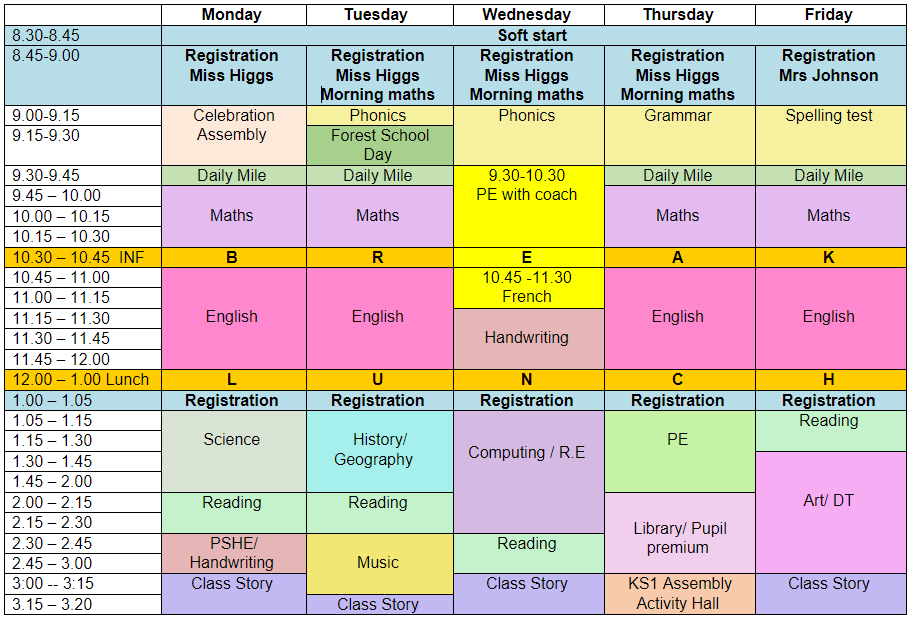 Monday Tuesday Wednesday Thursday Friday
8.30-8.45 Soft start
8.45-9.00 Registration Registration Registration Registration Registration
Miss Higgs Miss Higgs Miss Higgs Miss Higgs Mrs Johnson
Morning maths Morning maths Morning maths
9.00-9.15 Celebration Phonics Phonics Grammar Spelling test
9.15-9.30 Assembly Forest School
Day
9.30-9.45 Daily Mile Daily Mile 9.30-10.30 Daily Mile Daily Mile
9.45 – 10.00 PE with coach
10.00 – 10.15 Maths Maths Maths Maths
10.15 – 10.30
10.30 – 10.45 INF B R E A K
10.45 – 11.00 10.45 -11.30
11.00 – 11.15 French
11.15 – 11.30 English English English English
11.30 – 11.45 Handwriting
11.45 – 12.00
12.00 – 1.00 Lunch L U N C H
1.00 – 1.05 Registration Registration Registration Registration Registration
1.05 – 1.15 Reading
1.15 – 1.30 Science History/ PE
1.30 – 1.45 Geography Computing / R.E
1.45 – 2.00
2.00 – 2.15 Reading Reading Art/ DT
2.15 – 2.30 Library/ Pupil
2.30 – 2.45 PSHE/ Reading premium
2.45 – 3.00 Handwriting Music
3:00 -- 3:15 Class Story Class Story KS1 Assembly Class Story
3.15 – 3.20 Class Story Activity Hall